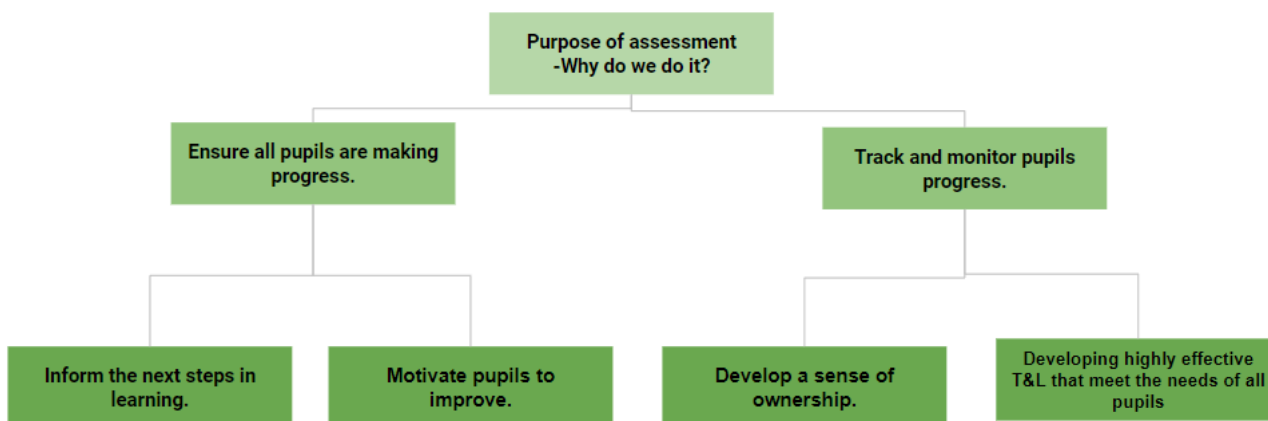 Purpose of assessment
-Why do we do it?
Ensure all pupils are making
progress.
Track and monitor pupils
progress.
Inform the next steps in
learning.
Motivate pupils to
improve.
Develop a sense of
ownership.
Developing highly effective
T&L that meet the needs of all
pupils